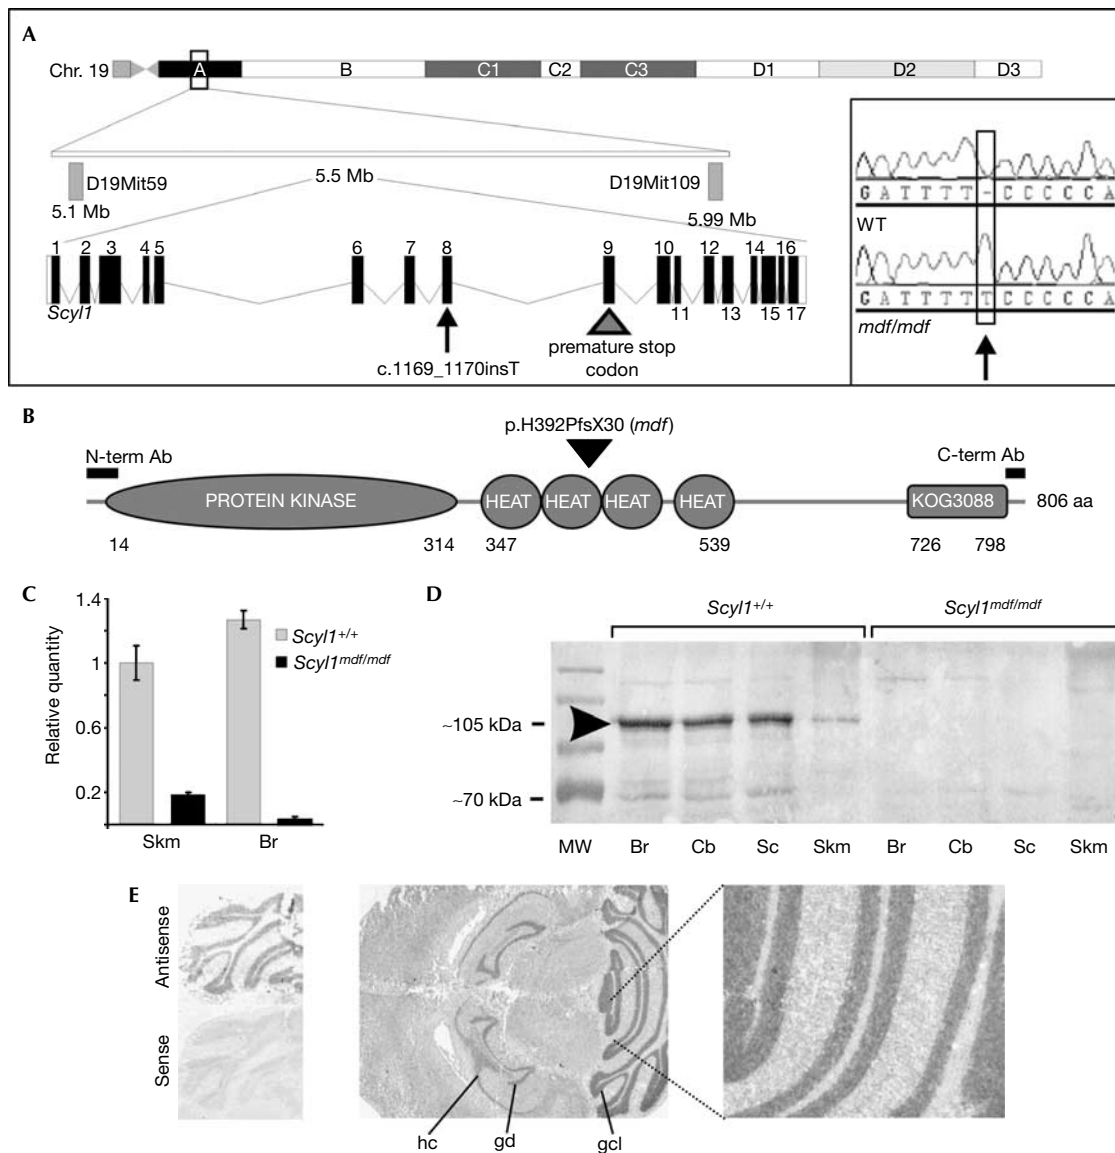 A
Chr. 19
A B C1 C2 C3 D1 D2 D3
D19Mit59
5.5 Mb
D19Mit109
5.1 Mb
5.99 Mb
1 2 3 4 5 6 7 8 9 10 12 14 16
Scyl1
11 13 15 17
c.1169_1170insT
premature stop
codon
G A T T T T - C C C C C A
WT
G A T T T T T C C C C C A
mdf/mdf
B
p.H392PfsX30 (mdf)
N-term Ab
C-term Ab
PROTEIN KINASE
HEAT HEAT HEAT HEAT
KOG3088
806 aa
14 314 347 539 726 798
C
1.4
1
0.6
0.2
Relative quantity
Scyl1+/+
Scyl1mdf/mdf
Skm Br
D
Scyl1+/+
Scyl1mdf/mdf
~105 kDa
~70 kDa
MW Br Cb Sc Skm Br Cb Sc Skm
E
Antisense
Sense
hc gd gcl